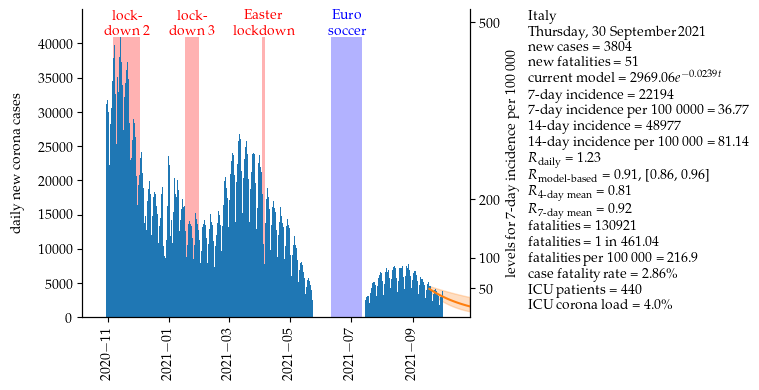 lock-
down 2
lock-
down 3
Easter
lockdown
Euro
soccer
daily new corona cases
40000
35000
30000
25000
20000
15000
10000
5000
0
2020−11
2021−01
2021−03
2021−05
2021−07
2021−09
500
200
100
50
levels for 7-day incidence per 100 000
Italy
Thursday, 30 September 2021
new cases = 3804
new fatalities = 51
current model = 2969.06e^{−0.0239t}
7-day incidence = 22194
7-day incidence per 100 0000 = 36.77
14-day incidence = 48977
14-day incidence per 100 000 = 81.14
R_daily = 1.23
R_model-based = 0.91, [0.86, 0.96]
R_4-day mean = 0.81
R_7-day mean = 0.92
fatalities = 130921
fatalities = 1 in 461.04
fatalities per 100 000 = 216.9
case fatality rate = 2.86%
ICU patients = 440
ICU corona load = 4.0%